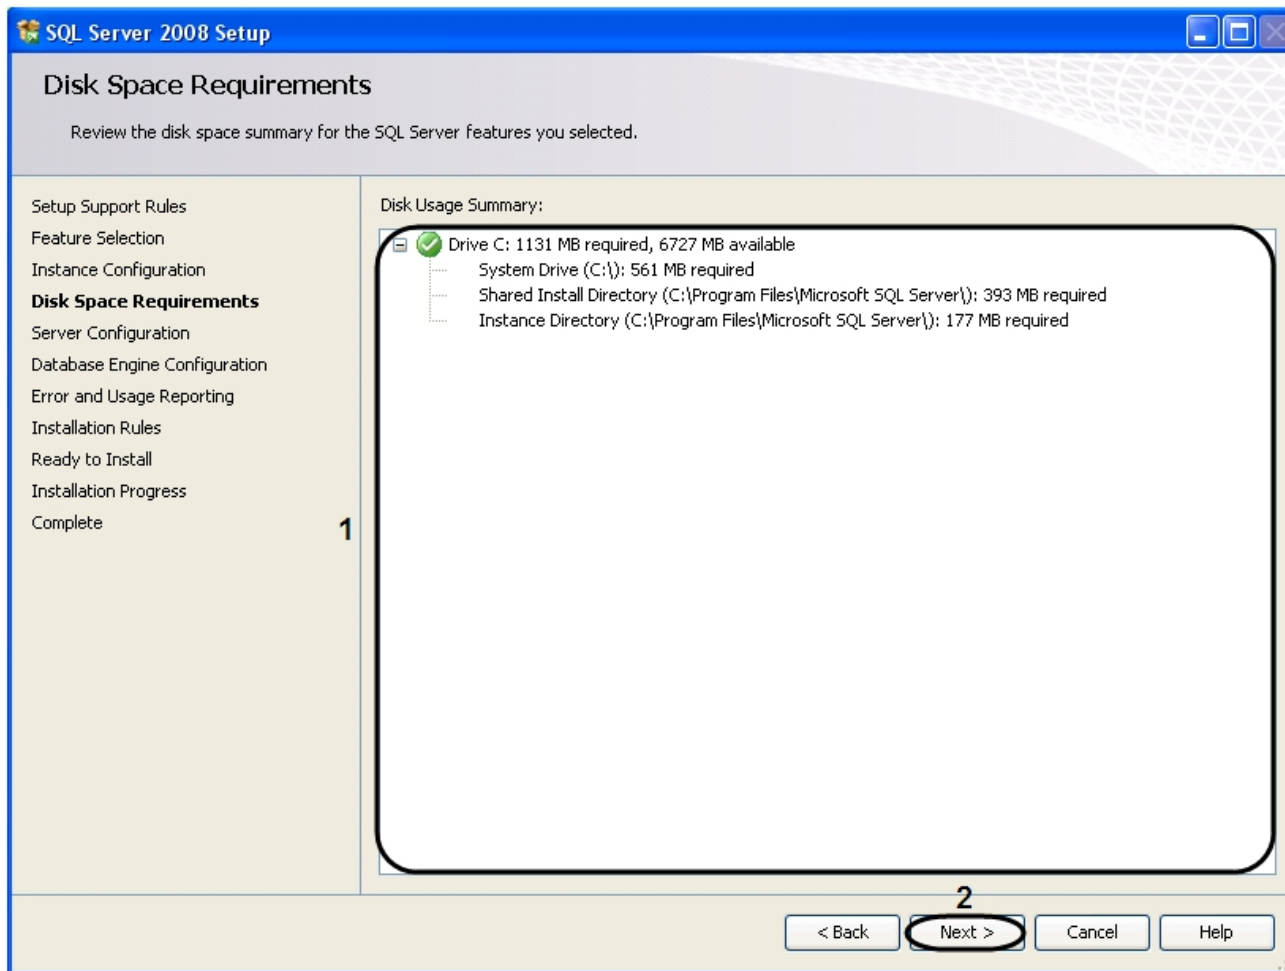 SQL Server 2008 Setup
Disk Space Requirements
Review the disk space summary for the SQL Server features you selected.
Setup Support Rules
Feature Selection
Instance Configuration
Disk Space Requirements
Server Configuration
Database Engine Configuration
Error and Usage Reporting
Installation Rules
Ready to Install
Installation Progress
Complete
1
Disk Usage Summary:
Drive C: 1131 MB required, 6727 MB available
System Drive (C:\): 561 MB required
Shared Install Directory (C:\Program Files\Microsoft SQL Server\): 393 MB required
Instance Directory (C:\Program Files\Microsoft SQL Server\): 177 MB required
2
< Back
Next >
Cancel
Help